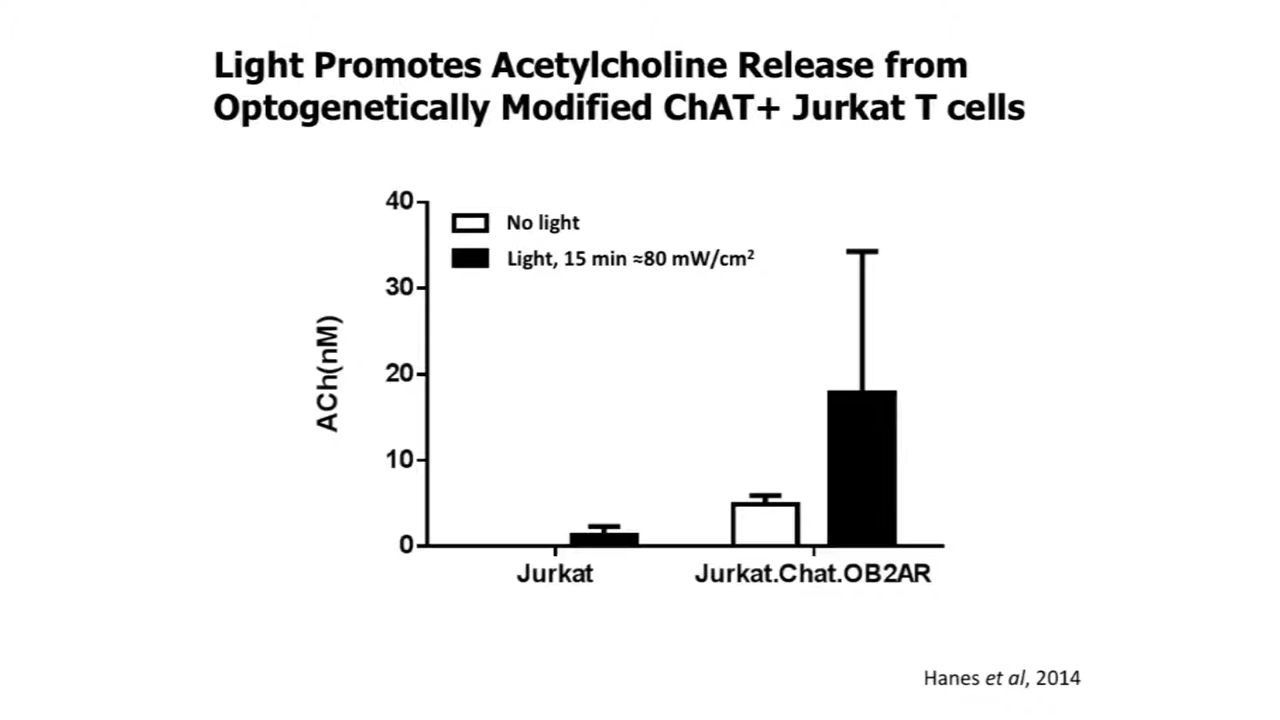 Light Promotes Acetylcholine Release from
Optogenetically Modified ChAT+ Jurkat T cells
40
No light
Light, 15 min ≈80 mW/cm²
30
ACh(nM)
20
10
0
Jurkat
Jurkat.Chat.OB2AR
Hanes et al, 2014